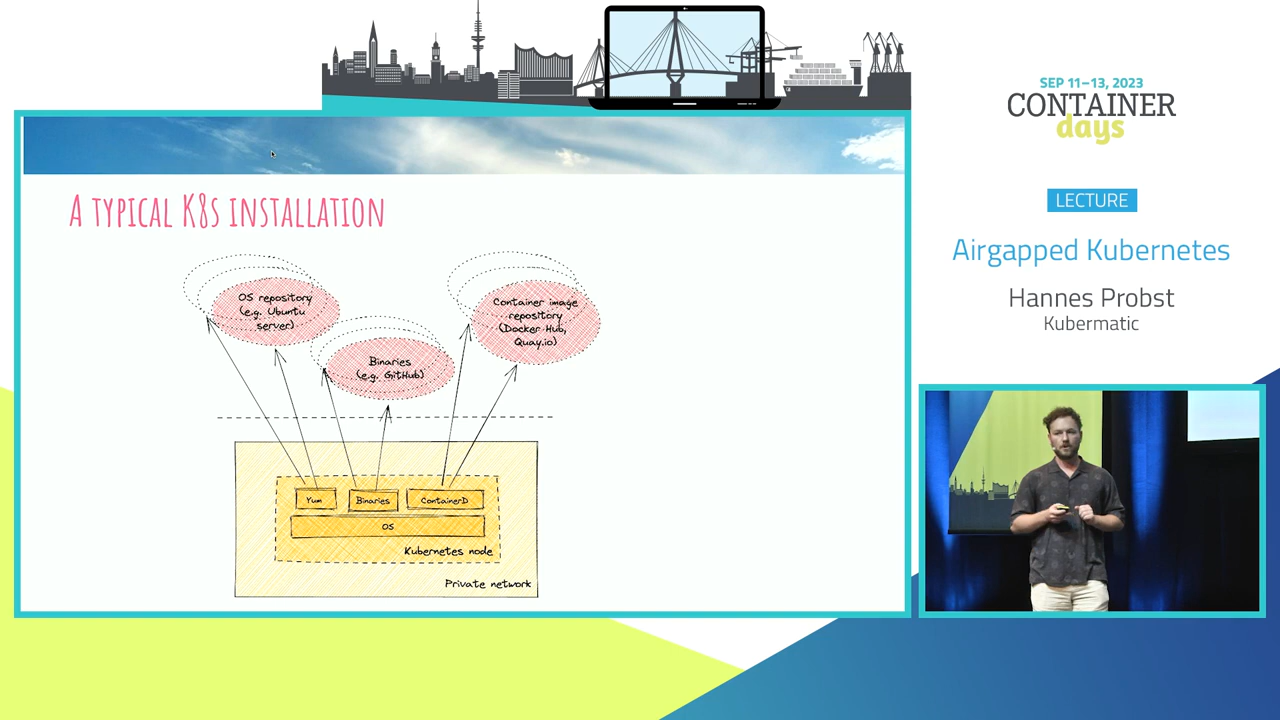 SEP 11–13, 2023
CONTAINER
days
LECTURE
Airgapped Kubernetes
Hannes Probst
Kubermatic
A TYPICAL K8S INSTALLATION
OS repository
(e.g. Ubuntu
server)
Container image
repository
(Docker Hub,
Quay.io)
Binaries
(e.g. GitHub)
Yum
Binaries
ContainerD
OS
Kubernetes node
Private network